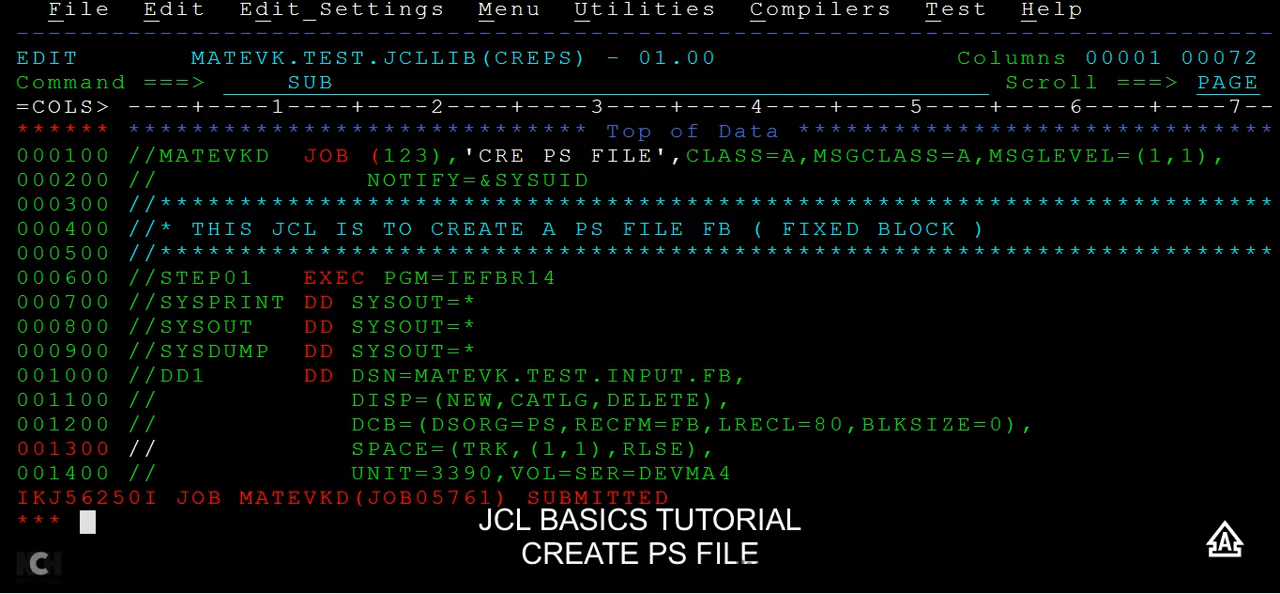 File Edit Edit_Settings Menu Utilities Compilers Test Help
EDIT MATEVK.TEST.JCLLIB(CREPS) - 01.00 Columns 00001 00072
Command ===> SUB Scroll ===> PAGE
=COLS> ----+----1----+----2----+----3----+----4----+----5----+----6----+----7--
****** ***************************** Top of Data ******************************
000100 //MATEVKD JOB (123),'CRE PS FILE',CLASS=A,MSGCLASS=A,MSGLEVEL=(1,1),
000200 // NOTIFY=&SYSUID
000300 //**********************************************************************
000400 //* THIS JCL IS TO CREATE A PS FILE FB ( FIXED BLOCK )
000500 //**********************************************************************
000600 //STEP01 EXEC PGM=IEFBR14
000700 //SYSPRINT DD SYSOUT=*
000800 //SYSOUT DD SYSOUT=*
000900 //SYSDUMP DD SYSOUT=*
001000 //DD1 DD DSN=MATEVK.TEST.INPUT.FB,
001100 // DISP=(NEW,CATLG,DELETE),
001200 // DCB=(DSORG=PS,RECFM=FB,LRECL=80,BLKSIZE=0),
001300 // SPACE=(TRK,(1,1),RLSE),
001400 // UNIT=3390,VOL=SER=DEVMA4
IKJ56250I JOB MATEVKD(JOB05761) SUBMITTED
***
JCL BASICS TUTORIAL
CREATE PS FILE
A